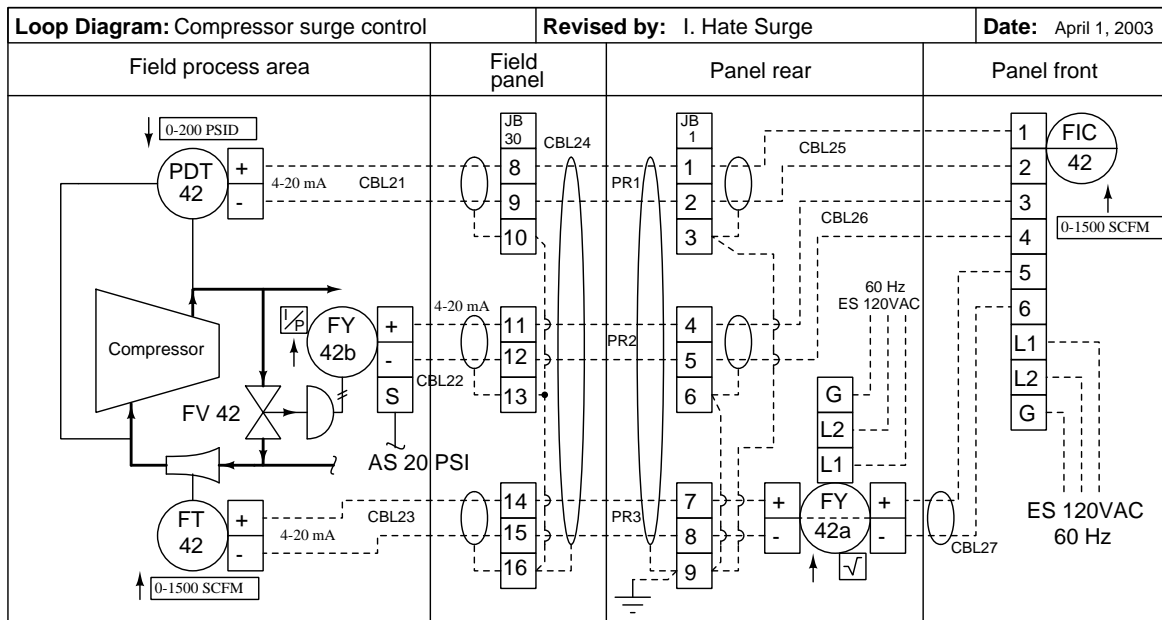 Loop Diagram: Compressor surge control
Revised by: I. Hate Surge
Date: April 1, 2003
Field process area
Field panel
Panel rear
Panel front
0-200 PSID
PDT 42
+
-
4-20 mA
CBL21
JB 30
8
9
10
CBL24
PR1
JB 1
1
2
3
CBL25
CBL26
1
2
3
4
5
6
L1
L2
G
FIC 42
0-1500 SCFM
Compressor
I/P
FY 42b
+
-
S
4-20 mA
CBL22
FV 42
AS 20 PSI
11
12
13
PR2
4
5
6
60 Hz
ES 120VAC
G
L2
L1
FT 42
+
-
4-20 mA
CBL23
0-1500 SCFM
14
15
16
PR3
7
8
9
+
-
FY 42a
+
-
√
CBL27
ES 120VAC
60 Hz